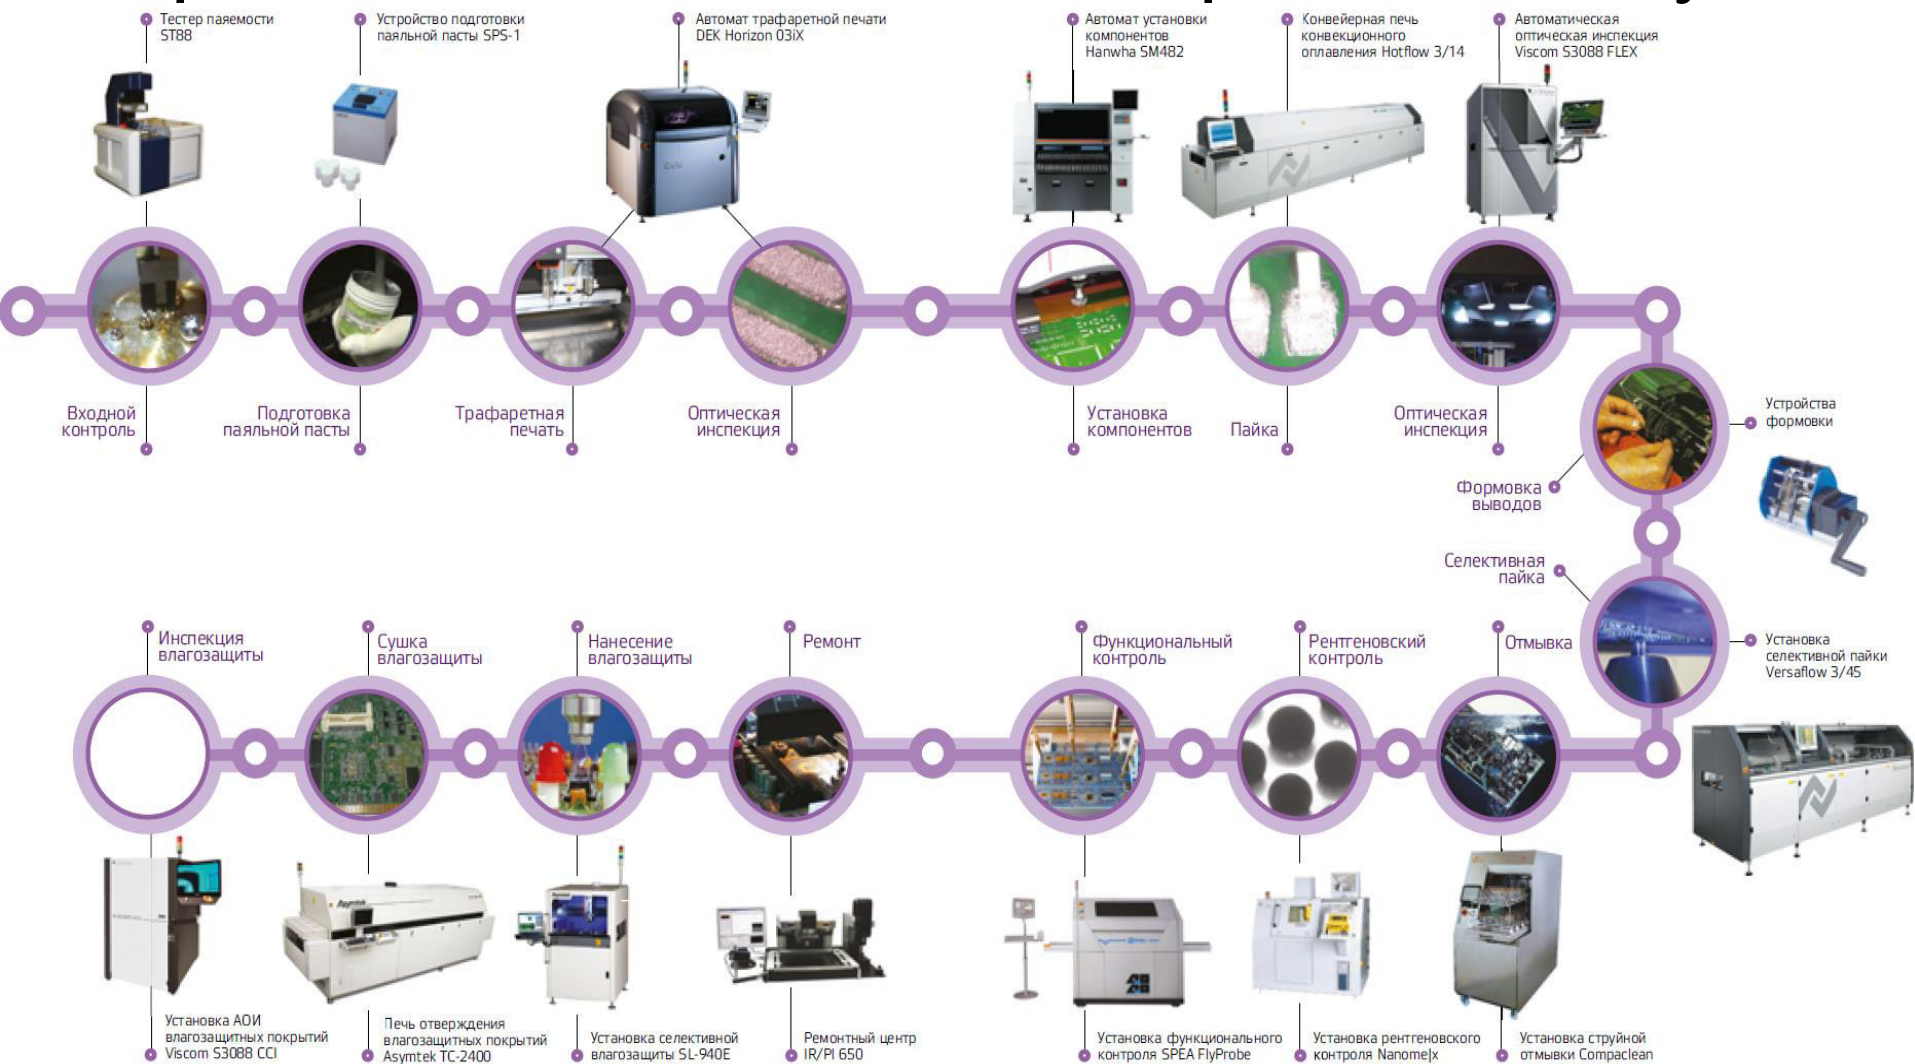 Тестер паяемости
ST88
Устройство подготовки
паяльной пасты SPS-1
Автомат трафаретной печати
DEK Horizon 03iX
Автомат установки
компонентов
Hanwha SM482
Конвейерная печь
конвекционного
оплавления Hotflow 3/14
Автоматическая
оптическая инспекция
Viscom S3088 FLEX
Входной
контроль
Подготовка
паяльной пасты
Трафаретная
печать
Оптическая
инспекция
Установка
компонентов
Пайка
Оптическая
инспекция
Устройства
формовки
Формовка
выводов
Селективная
пайка
Установка
селективной пайки
Versaflow 3/45
Инспекция
влагозащиты
Сушка
влагозащиты
Нанесение
влагозащиты
Ремонт
Функциональный
контроль
Рентгеновский
контроль
Отмывка
Asymtek
Установка АОИ
влагозащитных покрытий
Viscom S3088 CCI
Печь отверждения
влагозащитных покрытий
Asymtek TC-2400
Установка селективной
влагозащиты SL-940E
Ремонтный центр
IR/PI 650
Установка функционального
контроля SPEA FlyProbe
Установка рентгеновского
контроля Nanome|x
Установка струйной
отмывки Compaclean